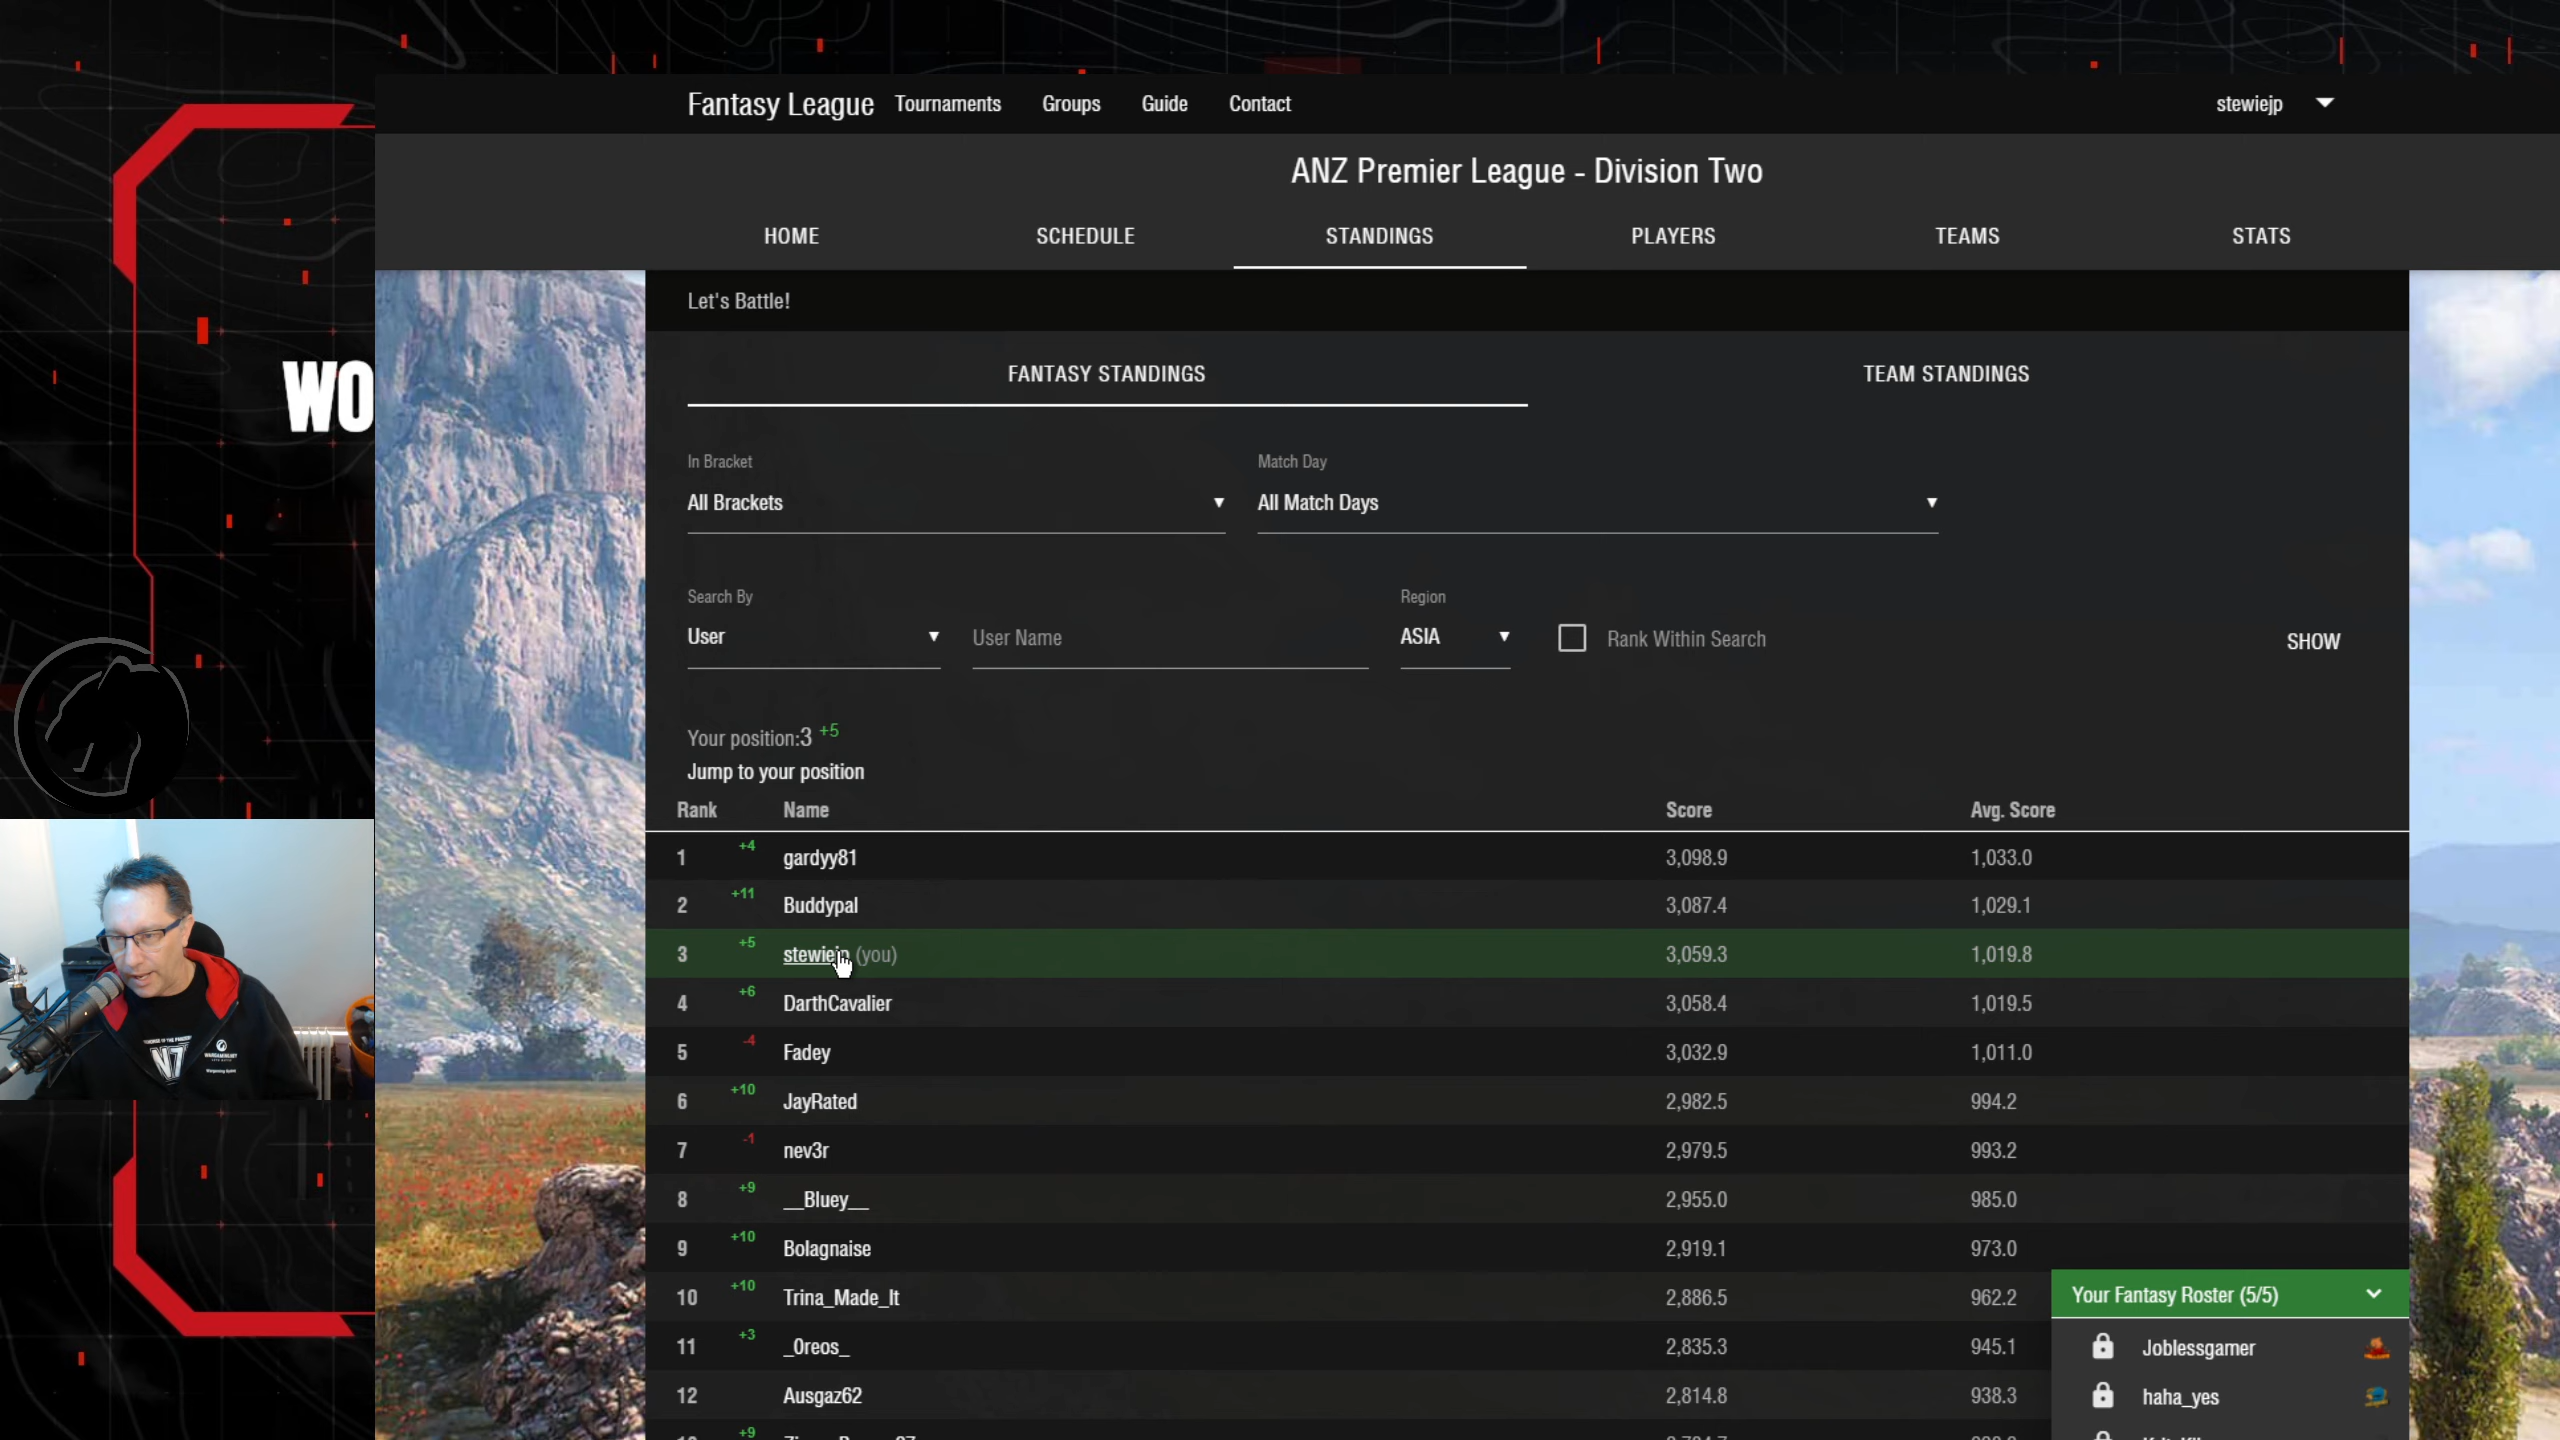 Fantasy League Tournaments Groups Guide Contact stewiejp
ANZ Premier League - Division Two
HOME SCHEDULE STANDINGS PLAYERS TEAMS STATS
Let's Battle!
FANTASY STANDINGS TEAM STANDINGS
In Bracket Match Day
All Brackets All Match Days
WO
Search By Region
User User Name ASIA Rank Within Search SHOW
Your position:3 +5
Jump to your position
Rank Name Score Avg. Score
1 +4 gardyy81 3,098.9 1,033.0
2 +11 Buddypal 3,087.4 1,029.1
3 +5 stewiejp (you) 3,059.3 1,019.8
4 +6 DarthCavalier 3,058.4 1,019.5
5 -4 Fadey 3,032.9 1,011.0
6 +10 JayRated 2,982.5 994.2
7 -1 nev3r 2,979.5 993.2
8 +9 __Bluey__ 2,955.0 985.0
9 +10 Bolagnaise 2,919.1 973.0
10 +10 Trina_Made_It 2,886.5 962.2
11 +3 _Oreos_ 2,835.3 945.1
12 Ausgaz62 2,814.8 938.3
+9
Your Fantasy Roster (5/5)
Joblessgamer
haha_yes
N7